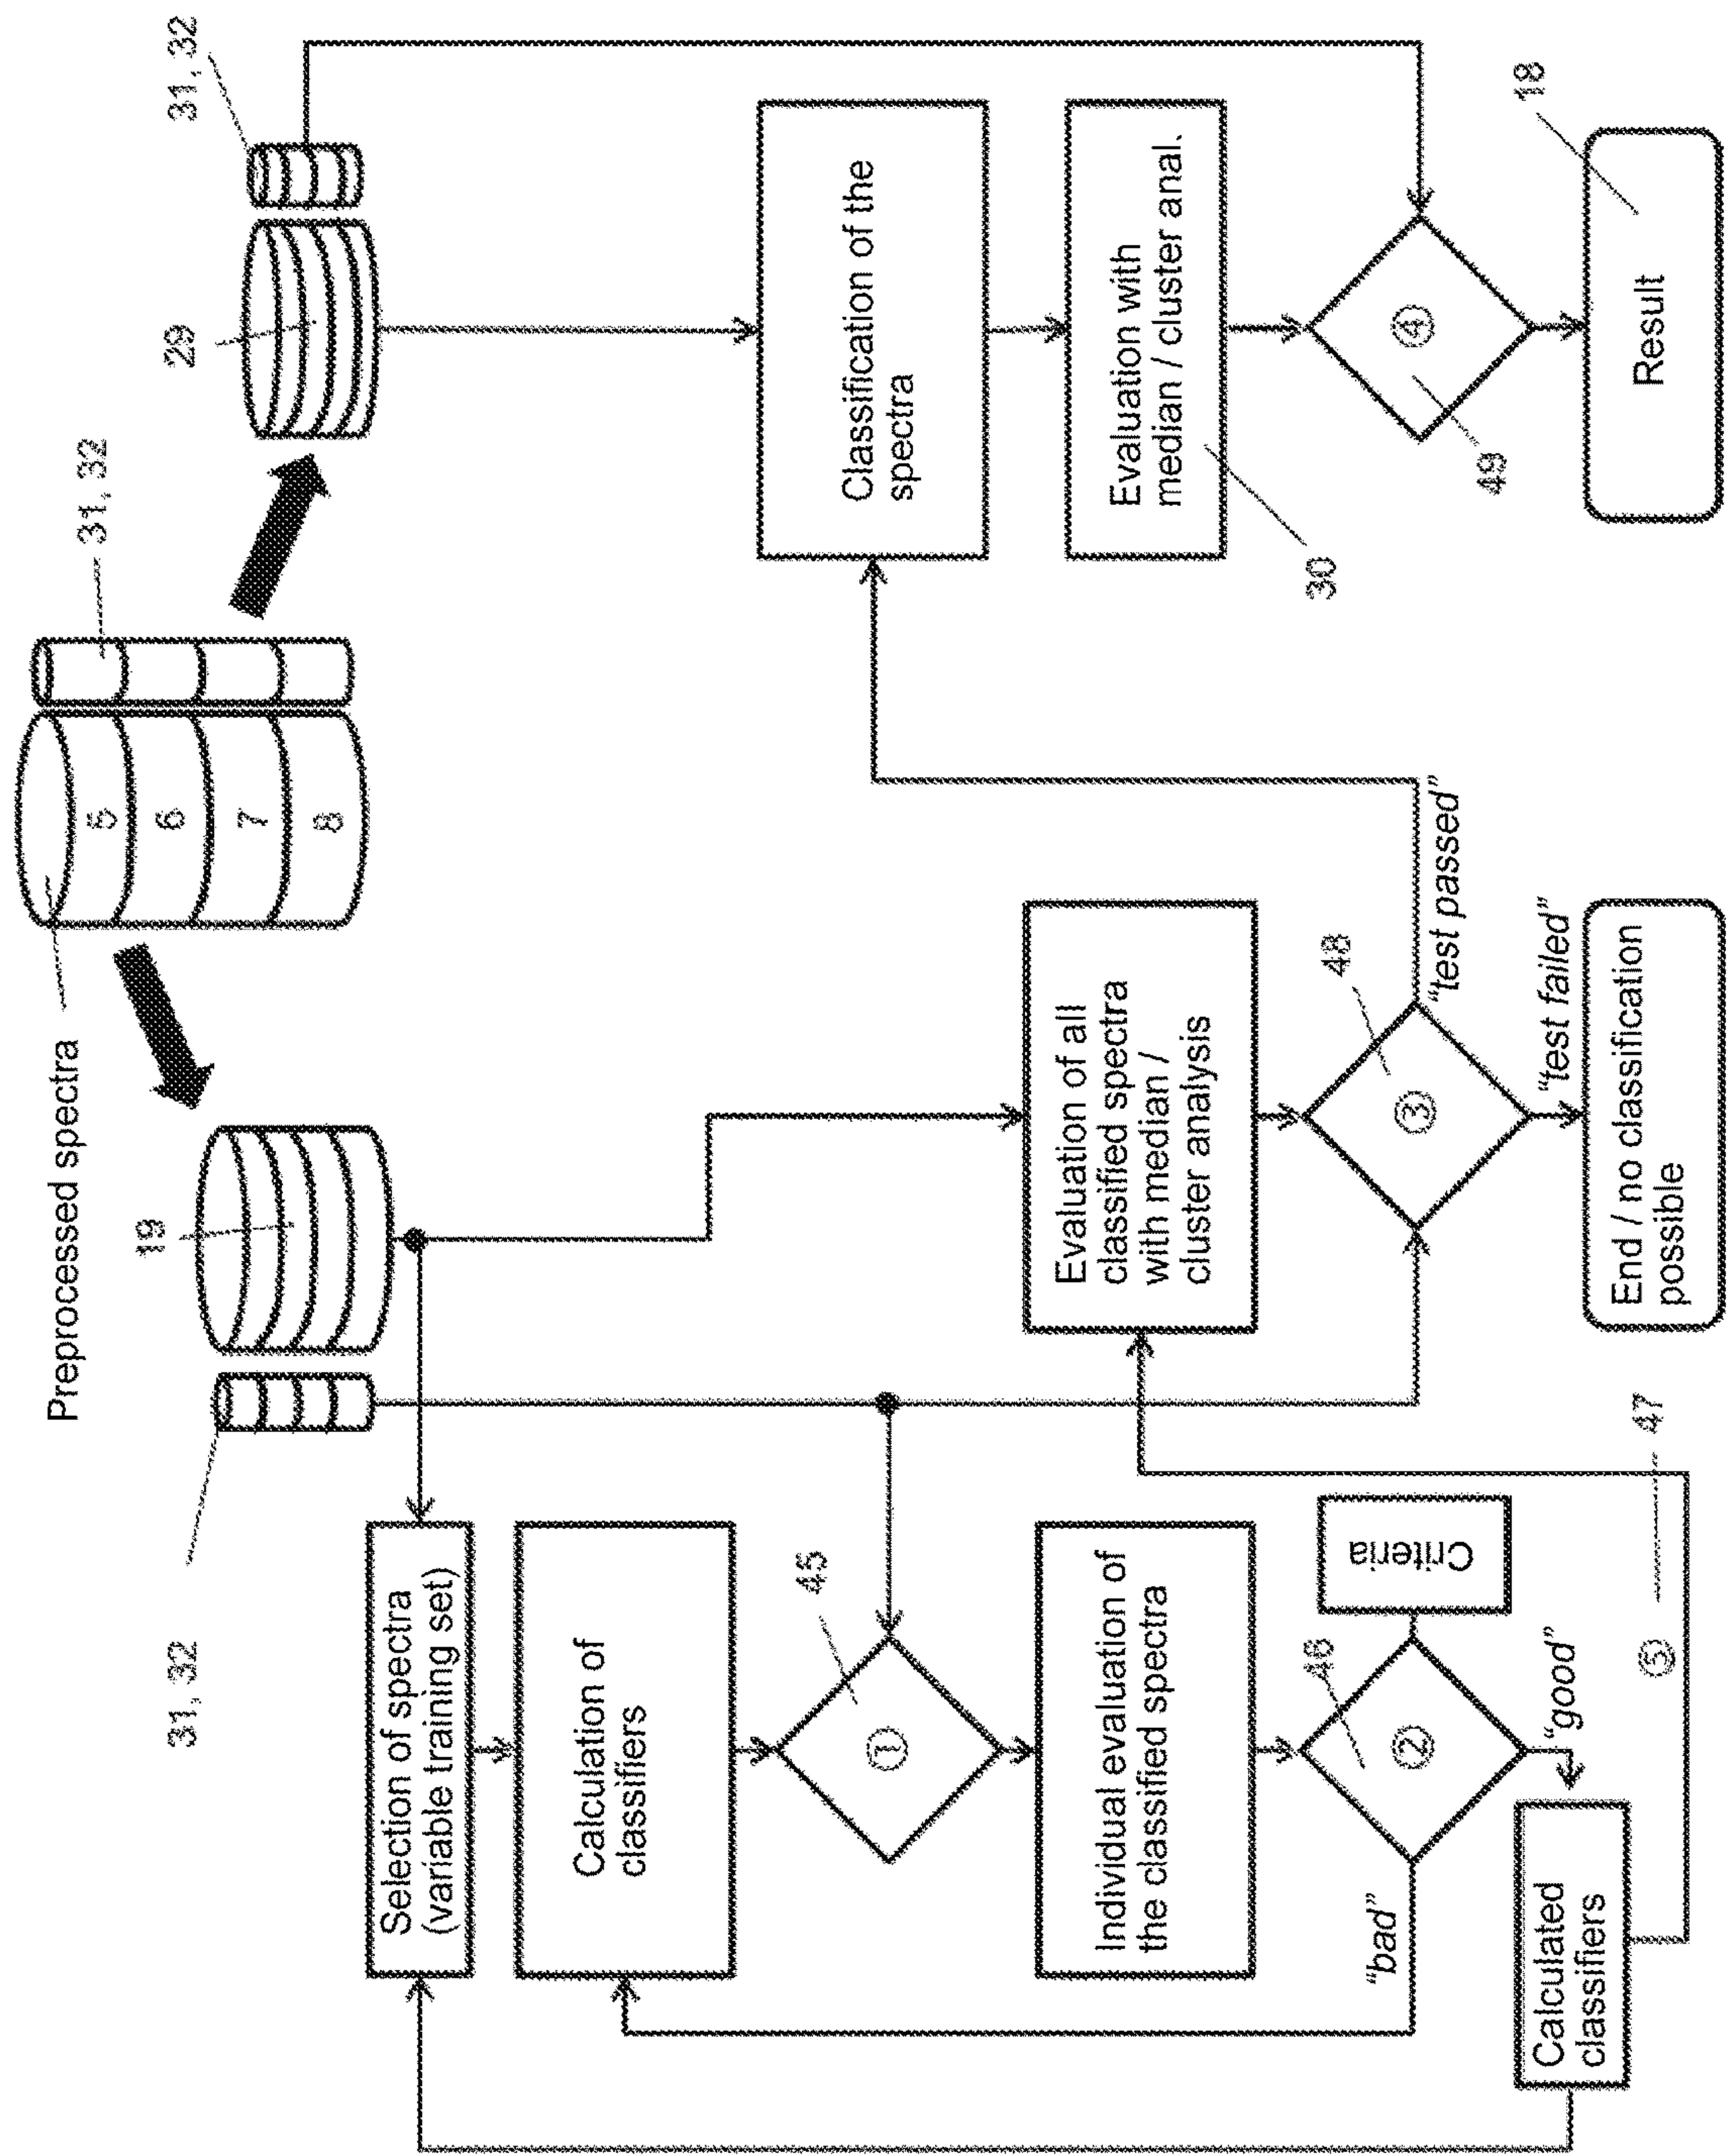 Preprocessed spectra
5
6
7
8
31, 32
31, 32
19
29
31, 32
Selection of spectra
(variable training set)
Calculation of
classifiers
45
①
Individual evaluation of
the classified spectra
46
②
Criteria
"bad"
"good"
Calculated
classifiers
⑤
47
Evaluation of all
classified spectra
with median /
cluster analysis
48
③
"test passed"
"test failed"
End / no classification
possible
Classification of the
spectra
Evaluation with
median / cluster anal.
30
④
49
Result
18